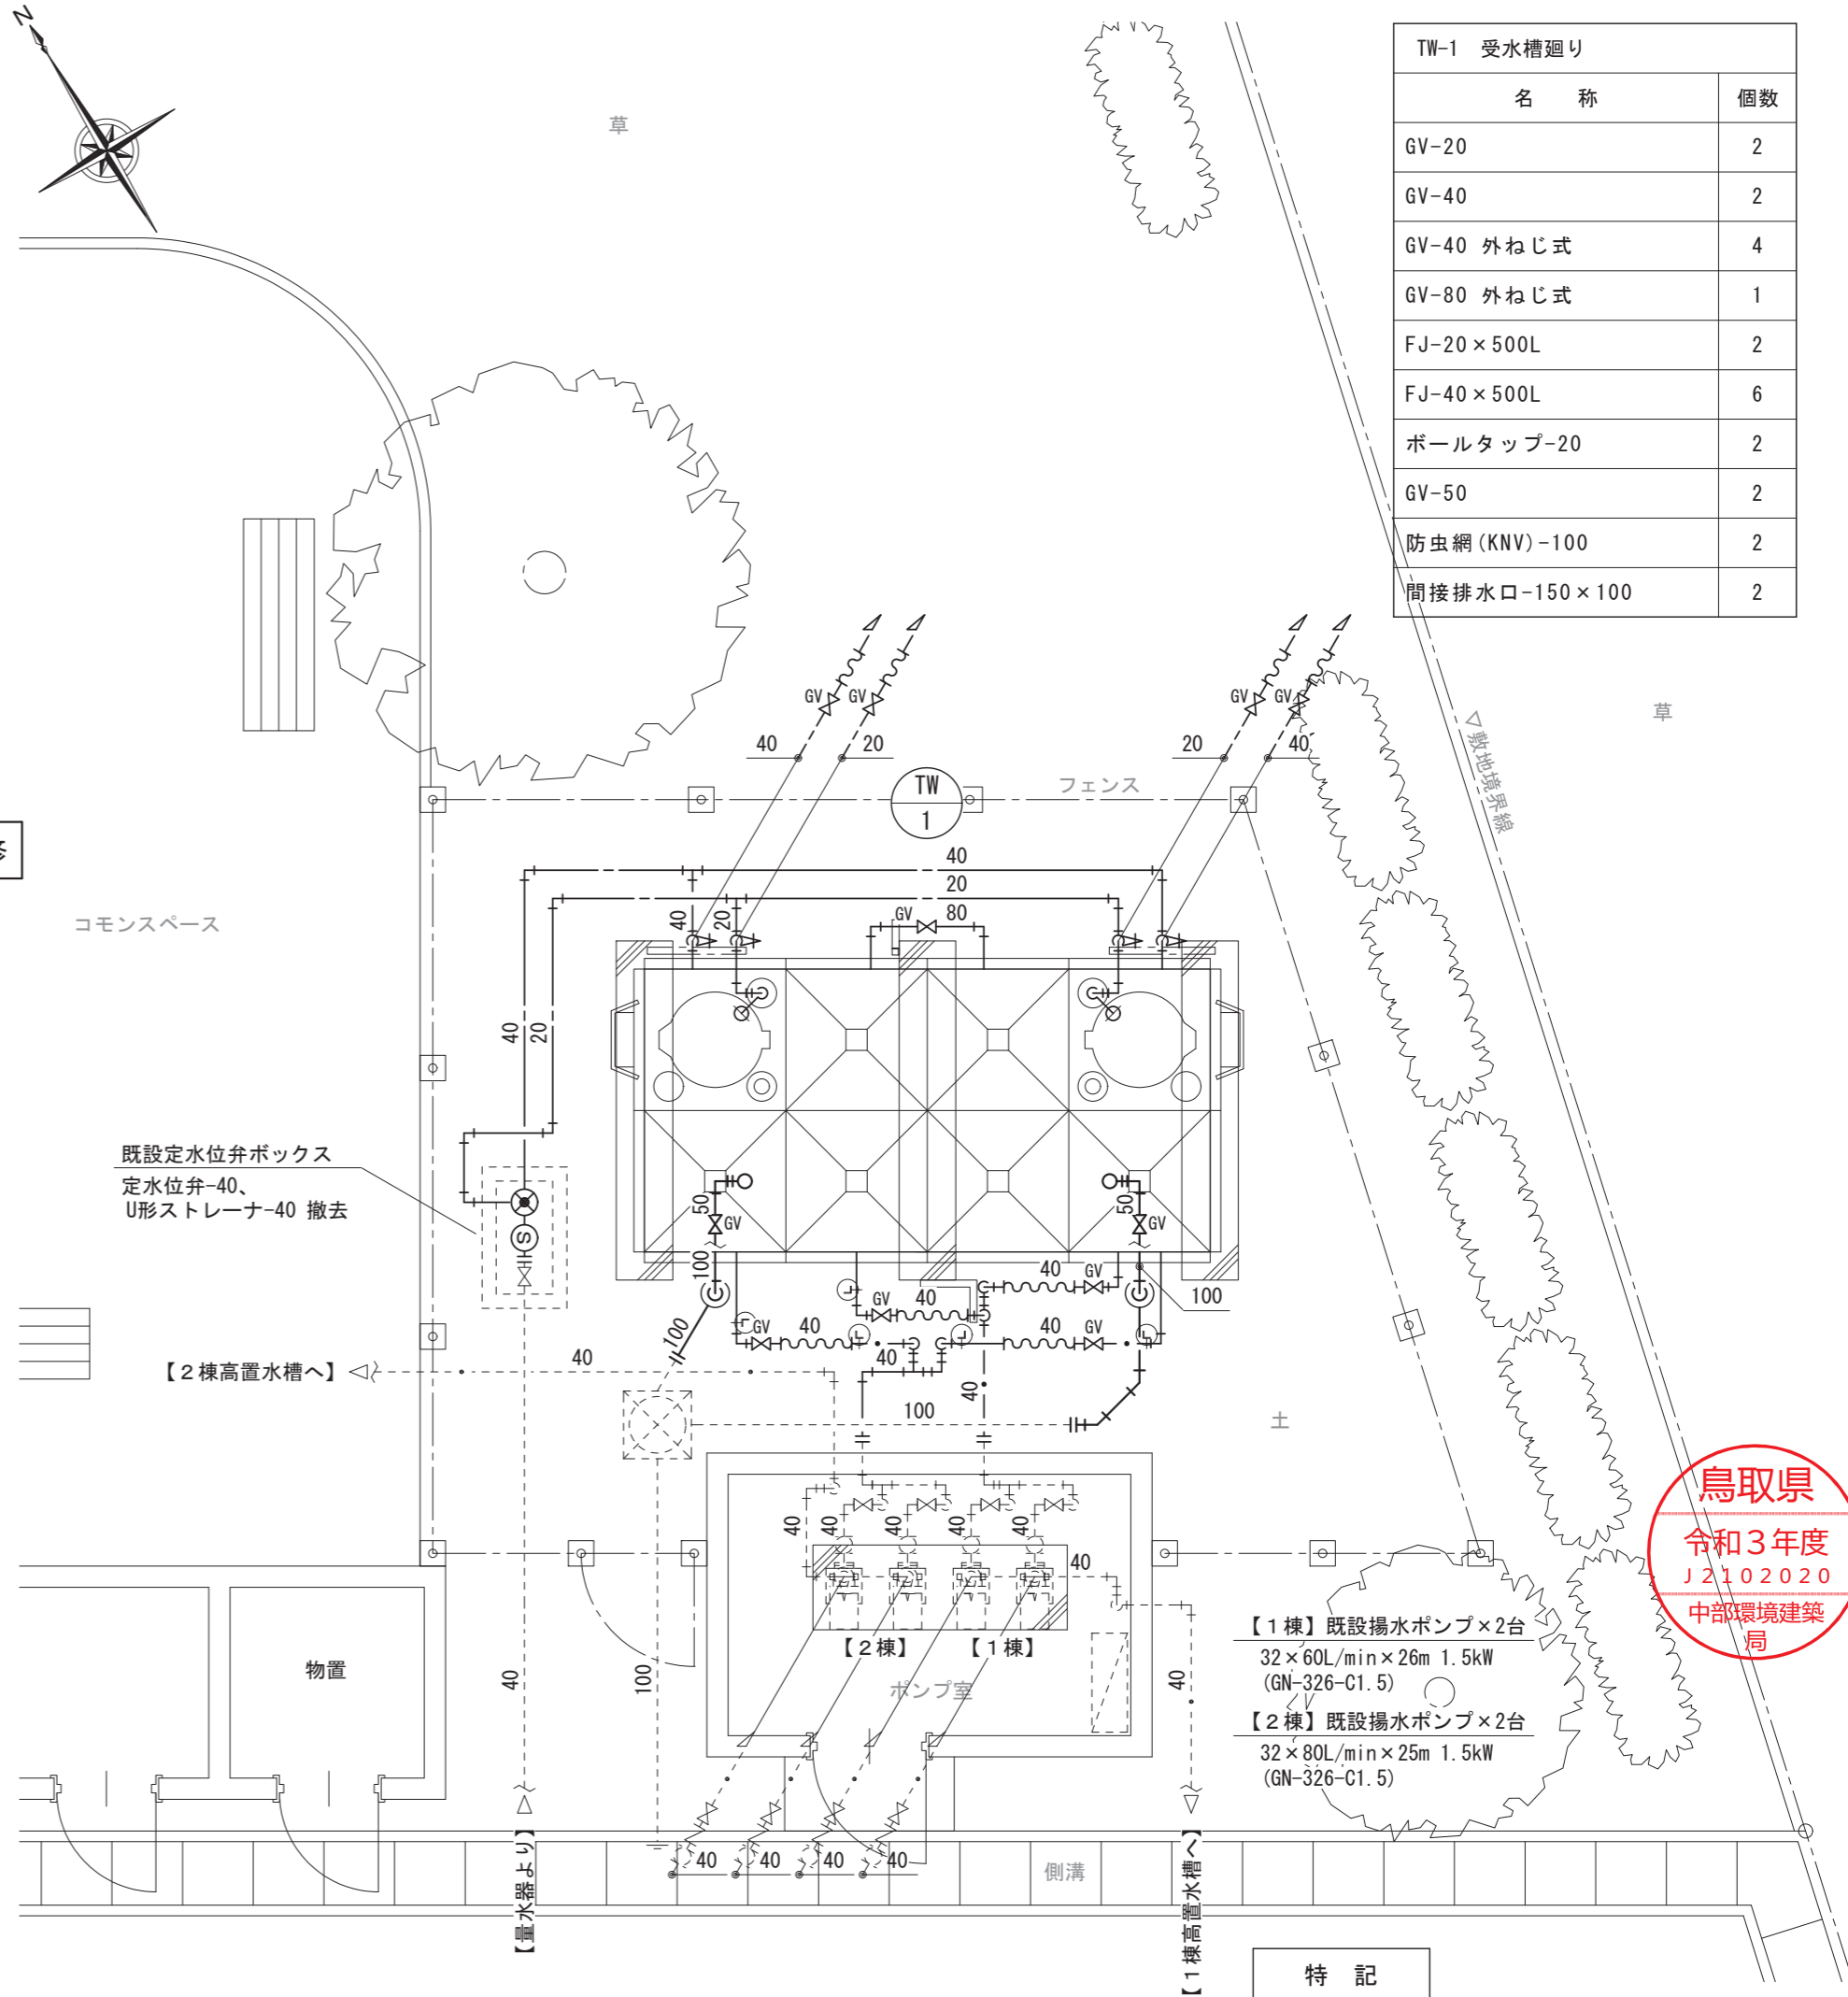 N
草
TW-1 受水槽廻り
名 称 個数
GV-20 2
GV-40 2
GV-40 外ねじ式 4
GV-80 外ねじ式 1
FJ-20×500L 2
FJ-40×500L 6
ボールタップ-20 2
GV-50 2
防虫網(KNV)-100 2
間接排水口-150×100 2
GV GV GV GV
40 20 20 40
草
▽敷地境界線
TW
1
フェンス
修
コモンスペース
40
20
40 20 GV 80
40 20
既設定水位弁ボックス
定水位弁-40、
U形ストレーナ-40 撤去
S
50 GV 50 GV
100
40 GV
100
GV 40
GV 40 40 GV
100
【2棟高置水槽へ】
40
40
40
100
土
40 40 40 40 40
40
【2棟】 【1棟】
ポンプ室
物置
40
100
40
【1棟】既設揚水ポンプ×2台
32×60L/min×26m 1.5kW
(GN-326-C1.5)
【2棟】既設揚水ポンプ×2台
32×80L/min×25m 1.5kW
(GN-326-C1.5)
鳥取県
令和3年度
J2102020
中部環境建築
局
40 40 40 40
側溝
【量水器より】
【1棟高置水槽へ】
特 記